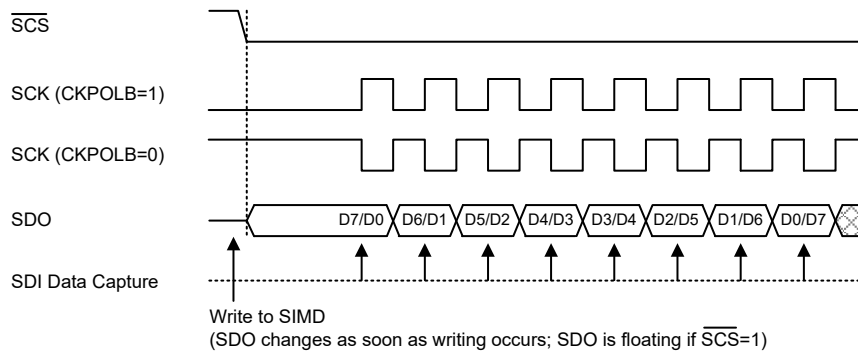 SCS
SCK (CKPOLB=1)
SCK (CKPOLB=0)
SDO D7/D0 D6/D1 D5/D2 D4/D3 D3/D4 D2/D5 D1/D6 D0/D7
SDI Data Capture
Write to SIMD
(SDO changes as soon as writing occurs; SDO is floating if SCS=1)